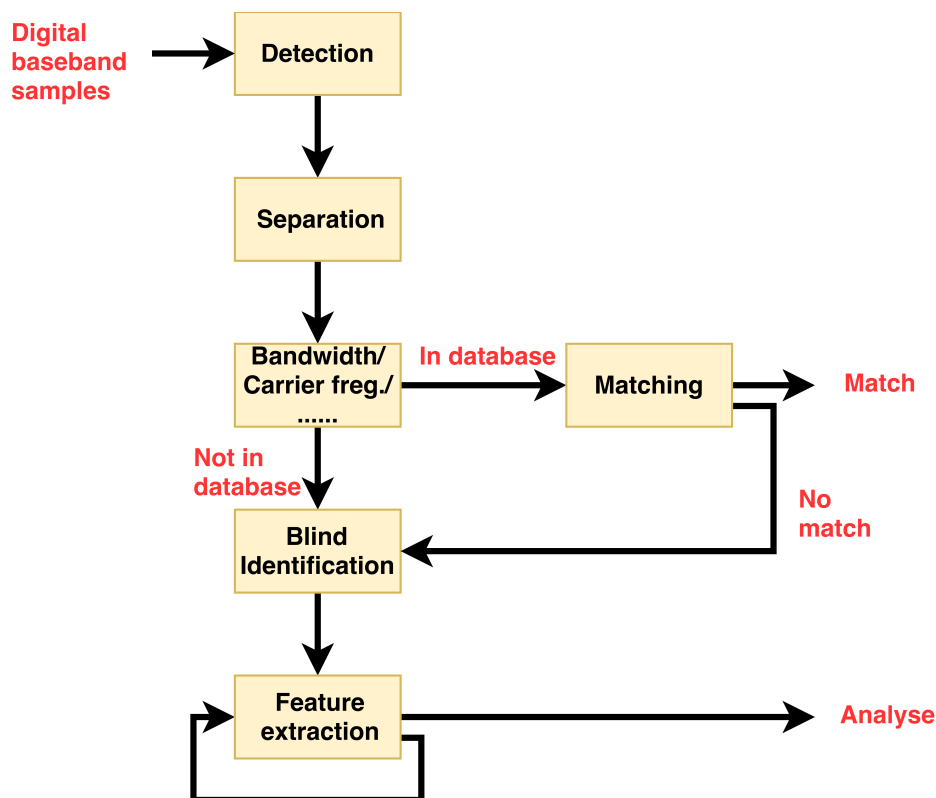 Digital
baseband
samples
Detection
Separation
Bandwidth/
Carrier freg./
......
In database
Matching
Match
Not in
database
No
match
Blind
Identification
Feature
extraction
Analyse